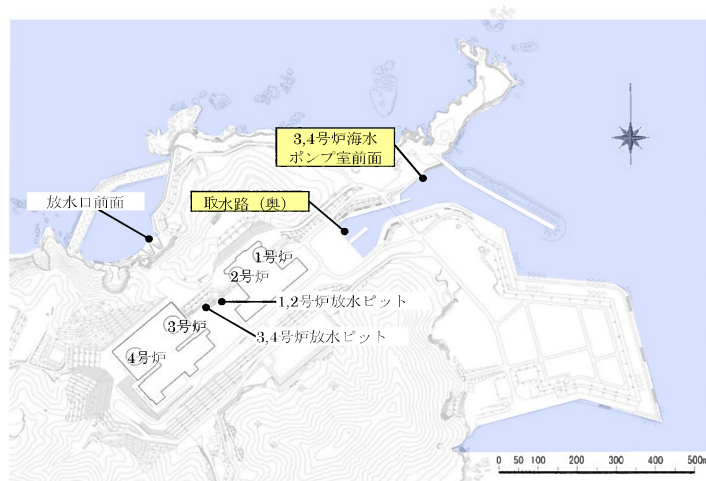 3,4号炉海水
ポンプ室前面
放水口前面
取水路（奥）
1号炉
2号炉
1,2号炉放水ピット
3号炉
3,4号炉放水ピット
4号炉
0 50 100 200 300 400 500m